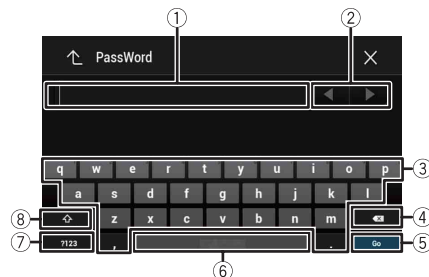 ① ②
PassWord
q w e r t y u i o p ③
a s d f g h j k l
⑧ z x c v b n m ④
⑦ ?123 , . Go ⑤
⑥